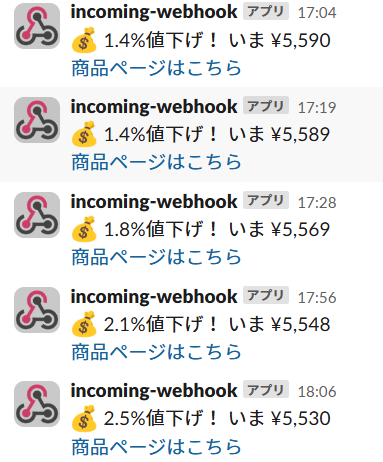 incoming-webhook アプリ 17:04
💰 1.4%値下げ！ いま ¥5,590
商品ページはこちら
incoming-webhook アプリ 17:19
💰 1.4%値下げ！ いま ¥5,589
商品ページはこちら
incoming-webhook アプリ 17:28
💰 1.8%値下げ！ いま ¥5,569
商品ページはこちら
incoming-webhook アプリ 17:56
💰 2.1%値下げ！ いま ¥5,548
商品ページはこちら
incoming-webhook アプリ 18:06
💰 2.5%値下げ！ いま ¥5,530
商品ページはこちら